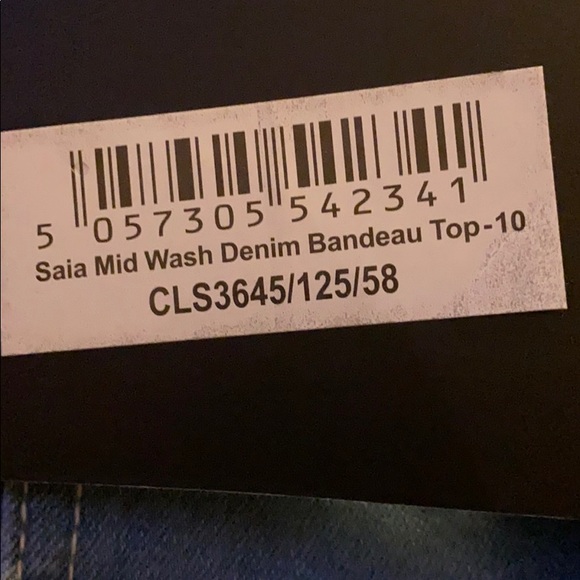 5 057305 542341
Saia Mid Wash Denim Bandeau Top-10
CLS3645/125/58